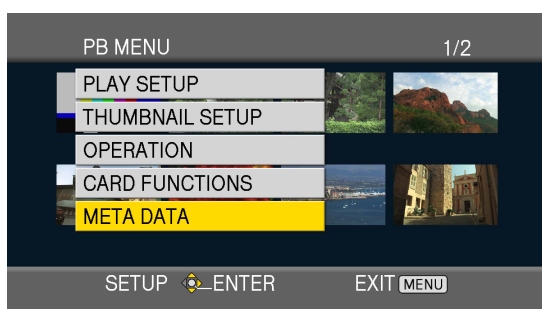 PB MENU 1/2
PLAY SETUP
THUMBNAIL SETUP
OPERATION
CARD FUNCTIONS
META DATA
SETUP ENTER EXIT MENU